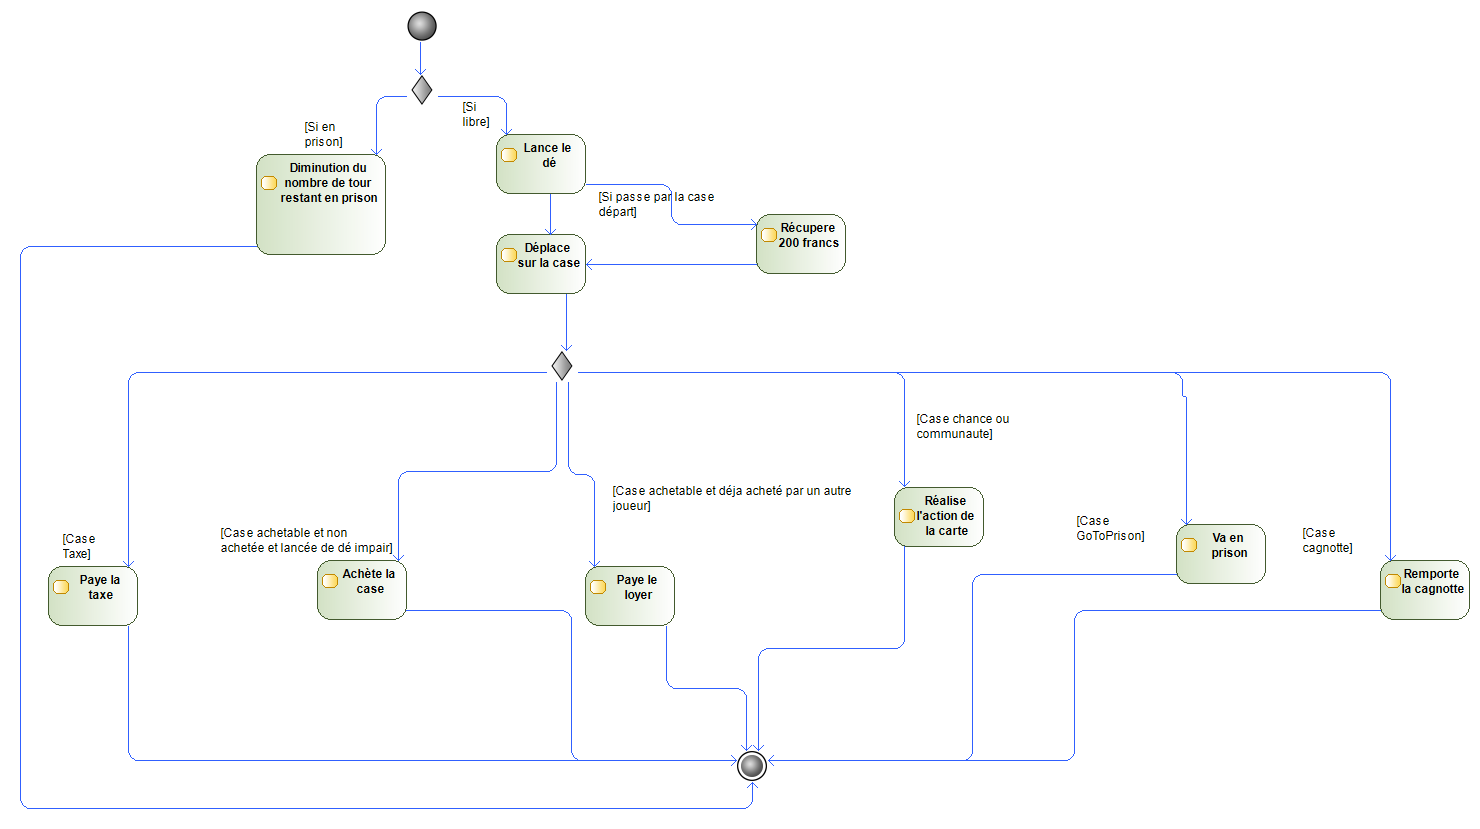 [Si
libre]
[Si en
prison]
Lance le
dé
Diminution du
nombre de tour
restant en prison
[Si passe par la case
départ]
Récupere
200 francs
Déplace
sur la case
[Case chance ou
communaute]
[Case achetable et déja acheté par un autre
joueur]
Réalise
l'action de
la carte
[Case
GoToPrison]
[Case
Taxe]
[Case achetable et non
achetée et lancée de dé impair]
[Case
cagnotte]
Va en
prison
Paye la
taxe
Achète la
case
Paye le
loyer
Remporte
la cagnotte